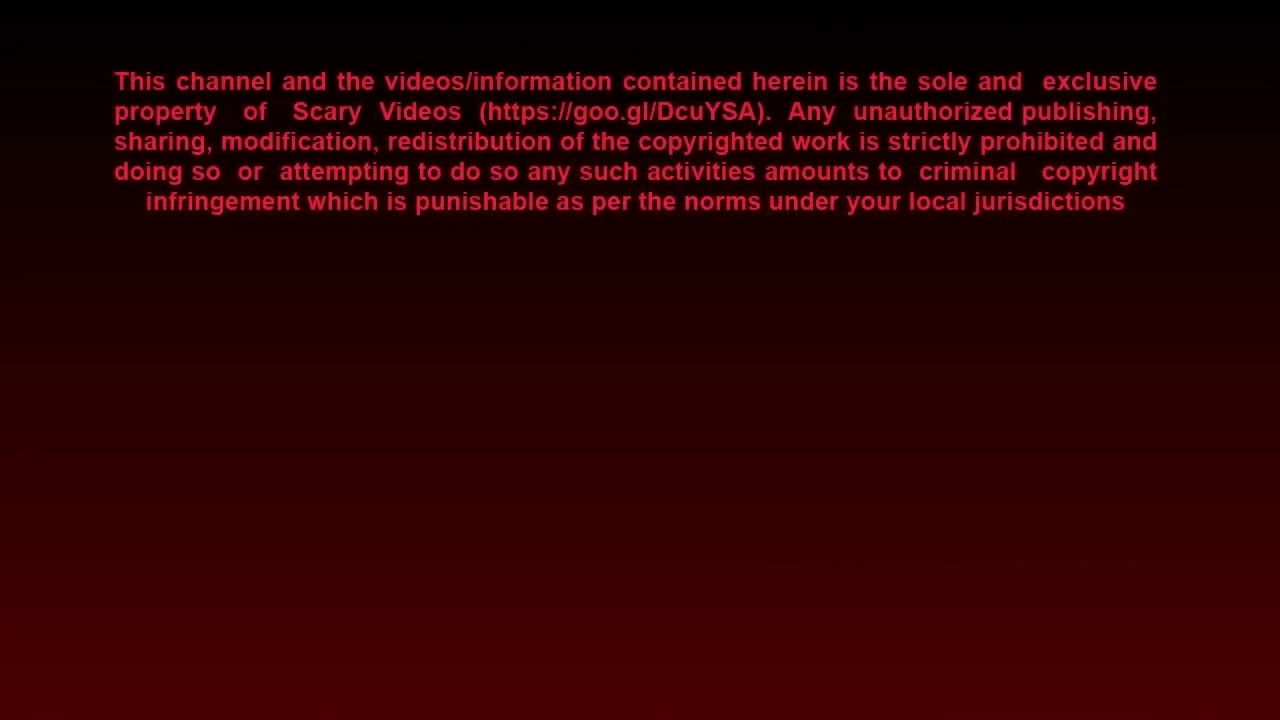 This channel and the videos/information contained herein is the sole and exclusive
property of Scary Videos (https://goo.gl/DcuYSA). Any unauthorized publishing,
sharing, modification, redistribution of the copyrighted work is strictly prohibited and
doing so or attempting to do so any such activities amounts to criminal copyright
infringement which is punishable as per the norms under your local jurisdictions